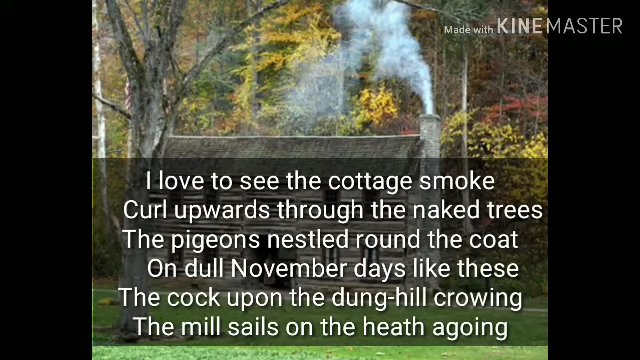 Made with KINEMASTER
I love to see the cottage smoke
Curl upwards through the naked trees
The pigeons nestled round the coat
On dull November days like these
The cock upon the dung-hill crowing
The mill sails on the heath agoing